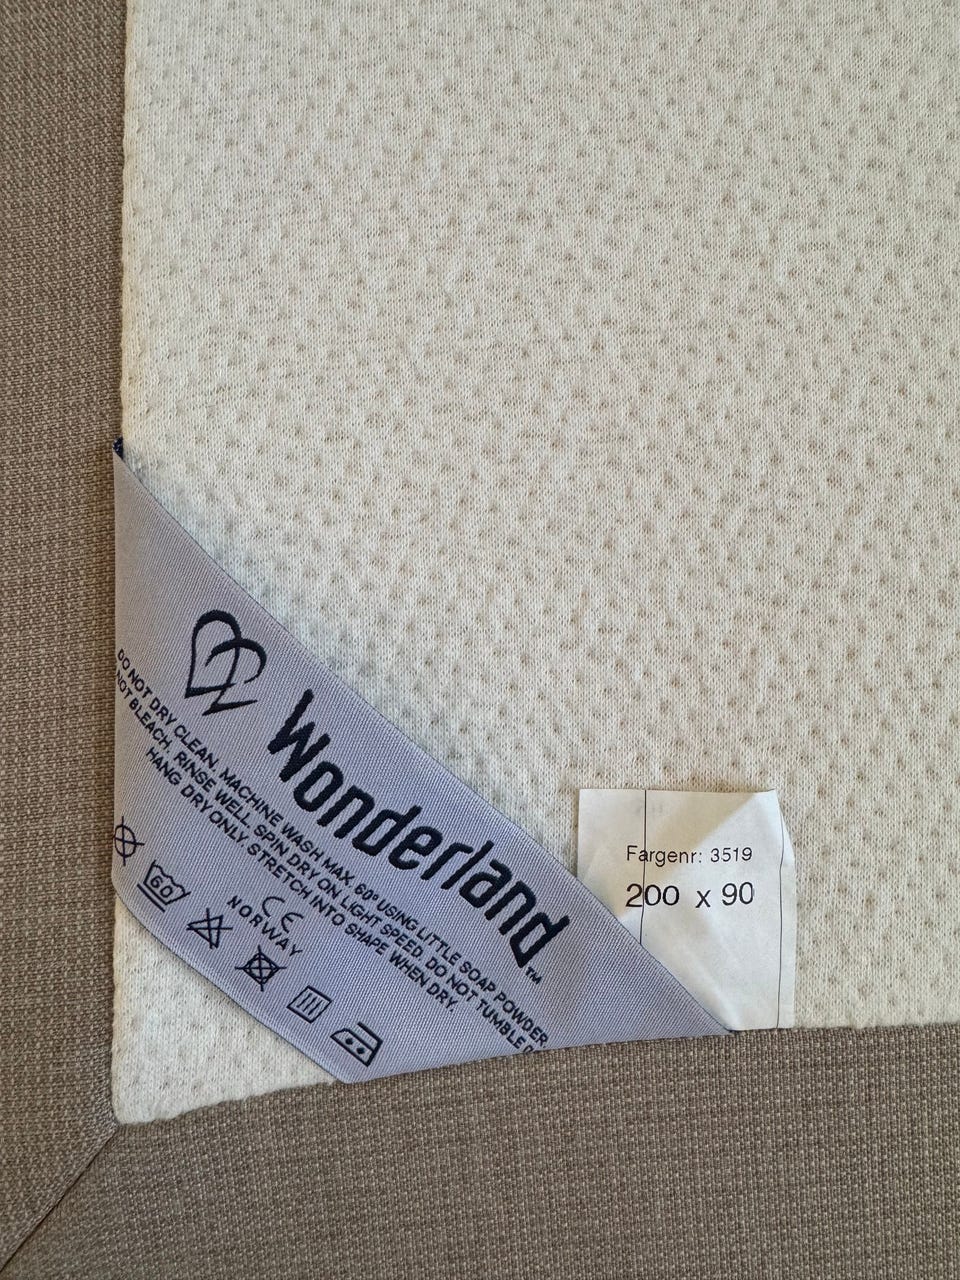 Wonderland™
DO NOT DRY CLEAN. MACHINE WASH MAX. 60° USING LITTLE SOAP POWDER.
NOT BLEACH. RINSE WELL. SPIN DRY ON LIGHT SPEED. DO NOT TUMBLE
HANG DRY ONLY. STRETCH INTO SHAPE WHEN DRY.
CE
NORWAY
60
Fargenr: 3519
200 x 90